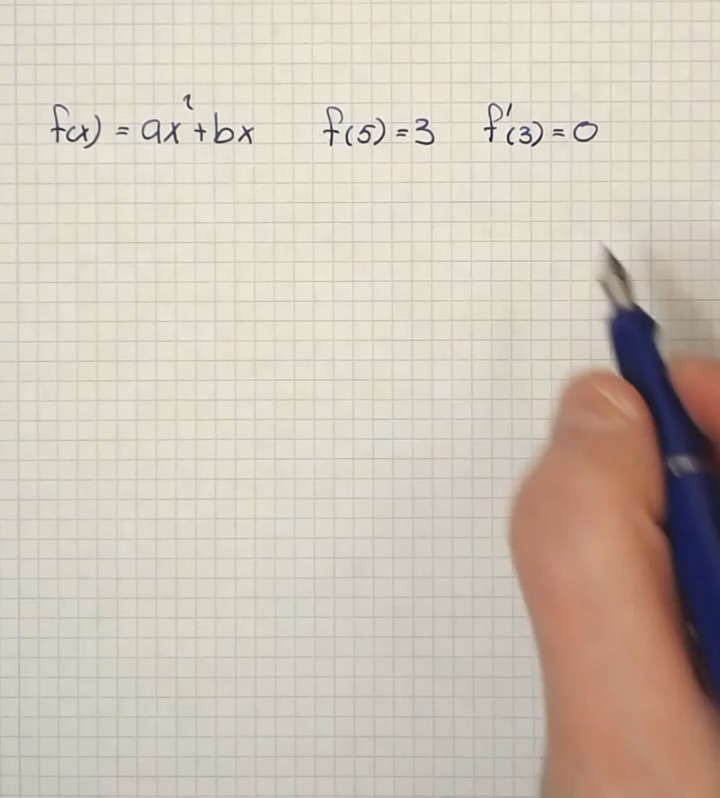 f(x) = ax²+bx f(5) = 3 f'(3) = 0